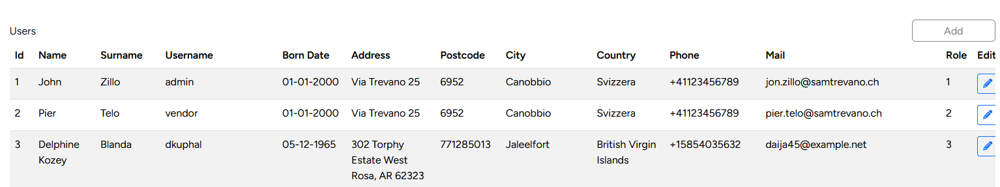 Users Add
Id Name Surname Username Born Date Address Postcode City Country Phone Mail Role Edit
1 John Zillo admin 01-01-2000 Via Trevano 25 6952 Canobbio Svizzera +41123456789 jon.zillo@samtrevano.ch 1
2 Pier Telo vendor 01-01-2000 Via Trevano 25 6952 Canobbio Svizzera +41123456789 pier.telo@samtrevano.ch 2
3 Delphine Blanda dkuphal 05-12-1965 302 Torphy 771285013 Jaleelfort British Virgin +15854035632 daija45@example.net 3
Kozey Estate West Islands
Rosa, AR 62323